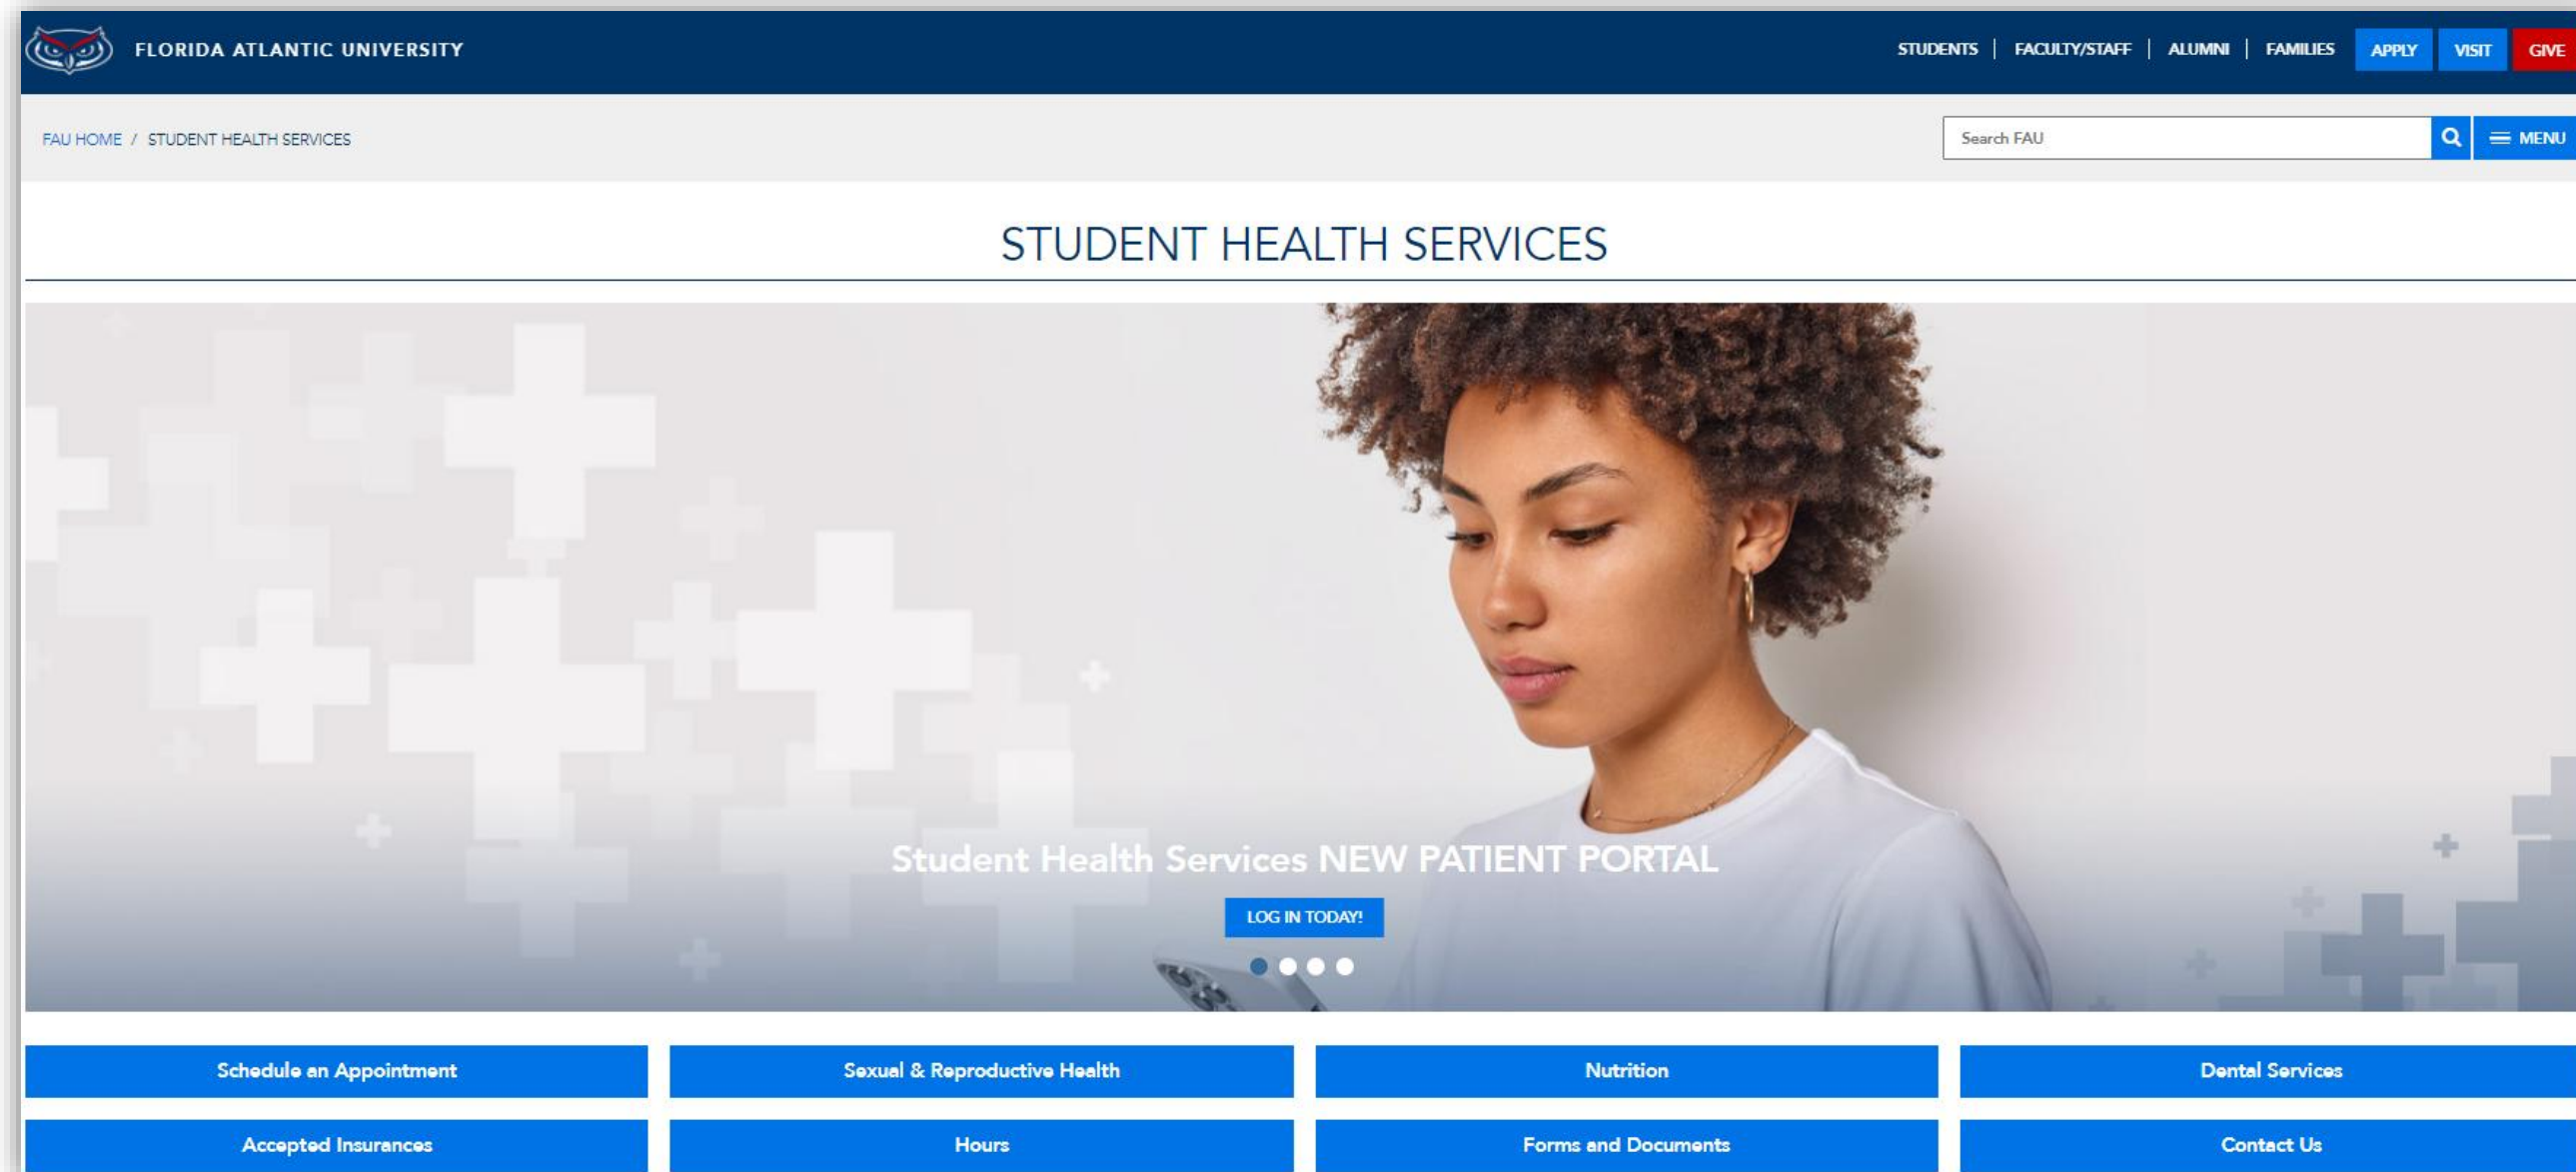 FLORIDA ATLANTIC UNIVERSITY
STUDENTS | FACULTY/STAFF | ALUMNI | FAMILIES APPLY VISIT GIVE
FAU HOME / STUDENT HEALTH SERVICES
Search FAU MENU
STUDENT HEALTH SERVICES
Student Health Services NEW PATIENT PORTAL
LOG IN TODAY!
Schedule an Appointment
Sexual & Reproductive Health
Nutrition
Dental Services
Accepted Insurances
Hours
Forms and Documents
Contact Us